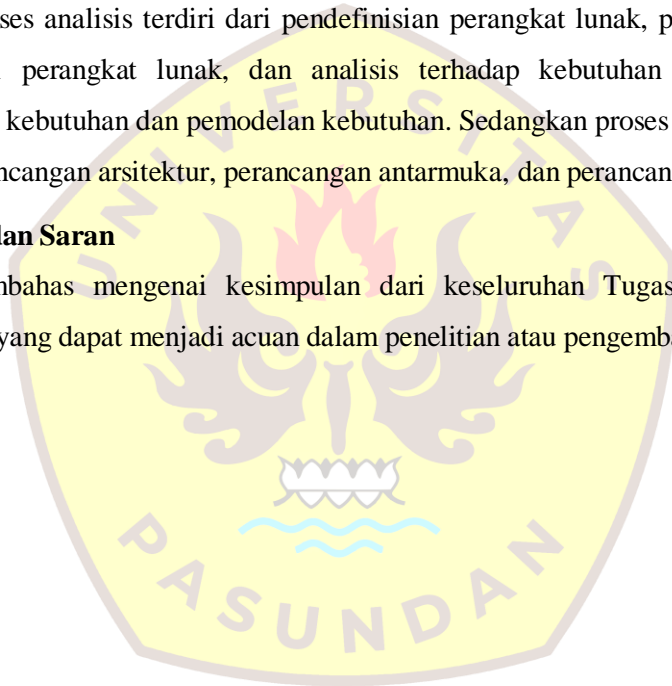 ses analisis terdiri dari pendefinisian perangkat lunak, p
perangkat lunak, dan analisis terhadap kebutuhan
kebutuhan dan pemodelan kebutuhan. Sedangkan proses
ncangan arsitektur, perancangan antarmuka, dan perancan
dan Saran
mbahas mengenai kesimpulan dari keseluruhan Tugas
yang dapat menjadi acuan dalam penelitian atau pengemba
UNIVERSITAS
PASUNDAN